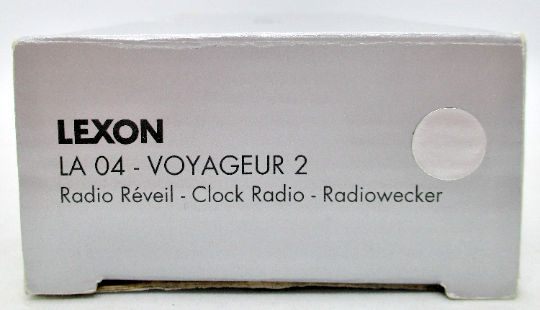 LEXON
LA 04 - VOYAGEUR 2
Radio Réveil - Clock Radio - Radiowecker